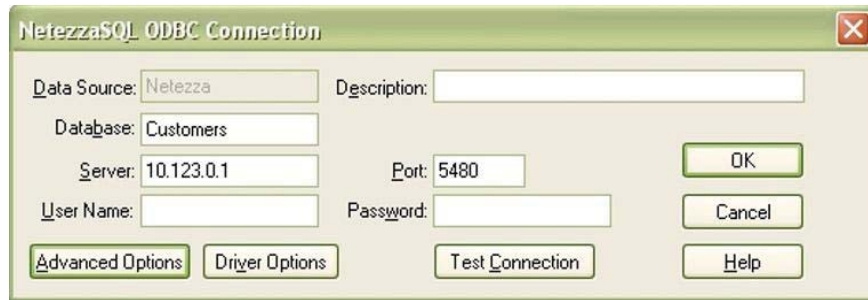 NetezzaSQL ODBC Connection
Data Source: Netezza Description:
Database: Customers
Server: 10.123.0.1 Port: 5480 OK
User Name: Password: Cancel
Advanced Options Driver Options Test Connection Help